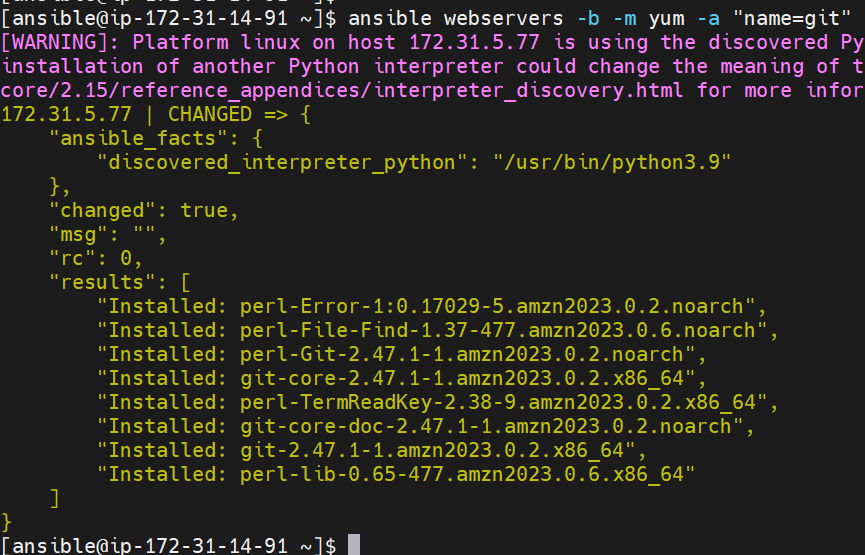 [ansible@ip-172-31-14-91 ~]$ ansible webservers -b -m yum -a "name=git"
[WARNING]: Platform linux on host 172.31.5.77 is using the discovered Py
installation of another Python interpreter could change the meaning of t
core/2.15/reference_appendices/interpreter_discovery.html for more infor
172.31.5.77 | CHANGED => {
    "ansible_facts": {
        "discovered_interpreter_python": "/usr/bin/python3.9"
    },
    "changed": true,
    "msg": "",
    "rc": 0,
    "results": [
        "Installed: perl-Error-1:0.17029-5.amzn2023.0.2.noarch",
        "Installed: perl-File-Find-1.37-477.amzn2023.0.6.noarch",
        "Installed: perl-Git-2.47.1-1.amzn2023.0.2.noarch",
        "Installed: git-core-2.47.1-1.amzn2023.0.2.x86_64",
        "Installed: perl-TermReadKey-2.38-9.amzn2023.0.2.x86_64",
        "Installed: git-core-doc-2.47.1-1.amzn2023.0.2.noarch",
        "Installed: git-2.47.1-1.amzn2023.0.2.x86_64",
        "Installed: perl-lib-0.65-477.amzn2023.0.6.x86_64"
    ]
}
[ansible@ip-172-31-14-91 ~]$